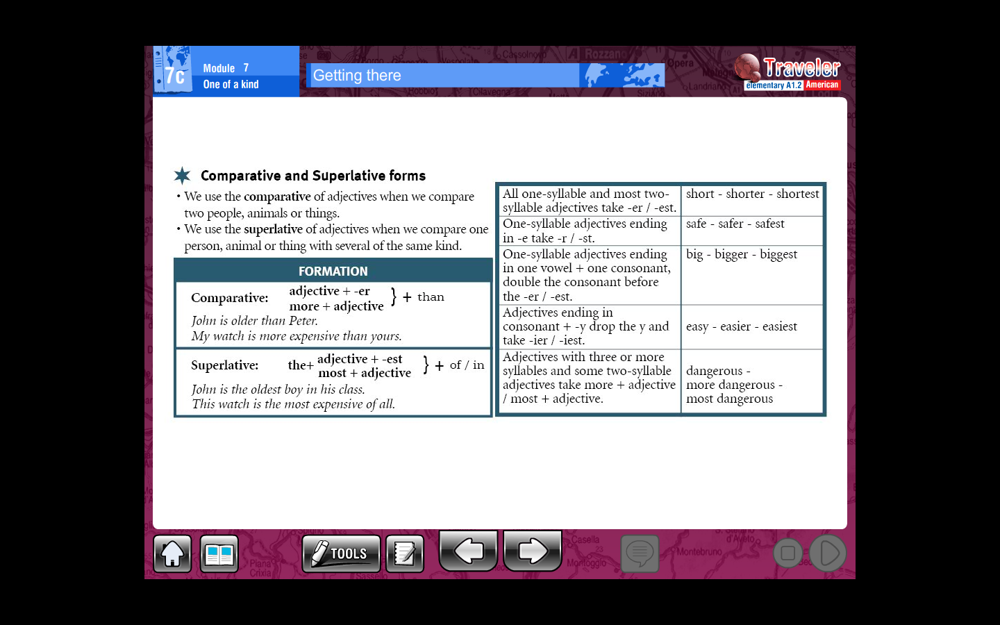 7c
Module 7
One of a kind
Getting there
Traveler
elementary A1.2 American
Comparative and Superlative forms
• We use the comparative of adjectives when we compare
two people, animals or things.
• We use the superlative of adjectives when we compare one
person, animal or thing with several of the same kind.
FORMATION
Comparative:
adjective + -er
more + adjective
} + than
John is older than Peter.
My watch is more expensive than yours.
Superlative:
the+
adjective + -est
most + adjective
} + of / in
John is the oldest boy in his class.
This watch is the most expensive of all.
All one-syllable and most two-
syllable adjectives take -er / -est.
short - shorter - shortest
One-syllable adjectives ending
in -e take -r / -st.
safe - safer - safest
One-syllable adjectives ending
in one vowel + one consonant,
double the consonant before
the -er / -est.
big - bigger - biggest
Adjectives ending in
consonant + -y drop the y and
take -ier / -iest.
easy - easier - easiest
Adjectives with three or more
syllables and some two-syllable
adjectives take more + adjective
/ most + adjective.
dangerous -
more dangerous -
most dangerous
TOOLS
Rozzano
Opera
Landriano
Casella
Montoggio
Montebruno
Piana
Crixia
Sassello